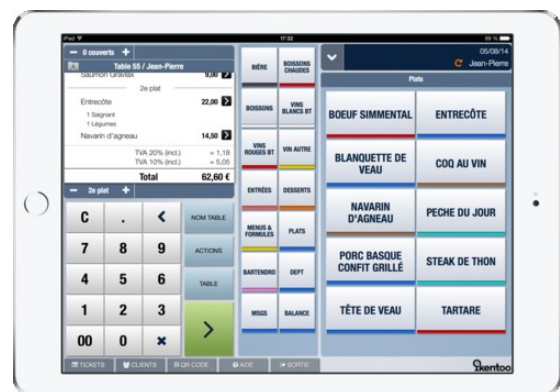 iPad
17:02
95 %
0 couverts
Table 55 / Jean-Pierre
Saumon Gravlax 9,00
2e plat
Entrecôte 22,00
1 Saignant
1 Légumes
Navarin d'agneau 14,50
TVA 20% (incl.) = 1,18
TVA 10% (incl.) = 5,05
Total 62,60 €
2e plat
C . < NOM TABLE
7 8 9 ACTIONS
4 5 6 TABLE
1 2 3 >
00 0 ×
BIÈRE
BOISSONS CHAUDES
BOISSONS
VINS BLANCS BT
VINS ROUGES BT
VIN AUTRE
ENTRÉES
DESSERTS
MENUS & FORMULES
PLATS
BARTENDRO
DEPT
MSGS
BALANCE
05/08/14
Jean-Pierre
Plats
BOEUF SIMMENTAL
ENTRECÔTE
BLANQUETTE DE VEAU
COQ AU VIN
NAVARIN D'AGNEAU
PECHE DU JOUR
PORC BASQUE CONFIT GRILLÉ
STEAK DE THON
TÊTE DE VEAU
TARTARE
TICKETS
CLIENTS
QR CODE
AIDE
SORTIE
ikentoo